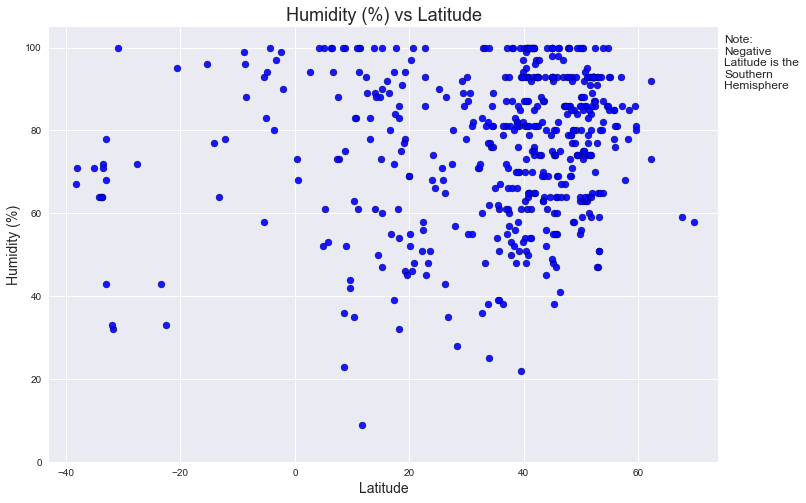 Humidity (%) vs Latitude
Note:
Negative
Latitude is the
Southern
Hemisphere
Humidity (%)
100
80
60
40
20
0
−40
−20
0
20
40
60
Latitude